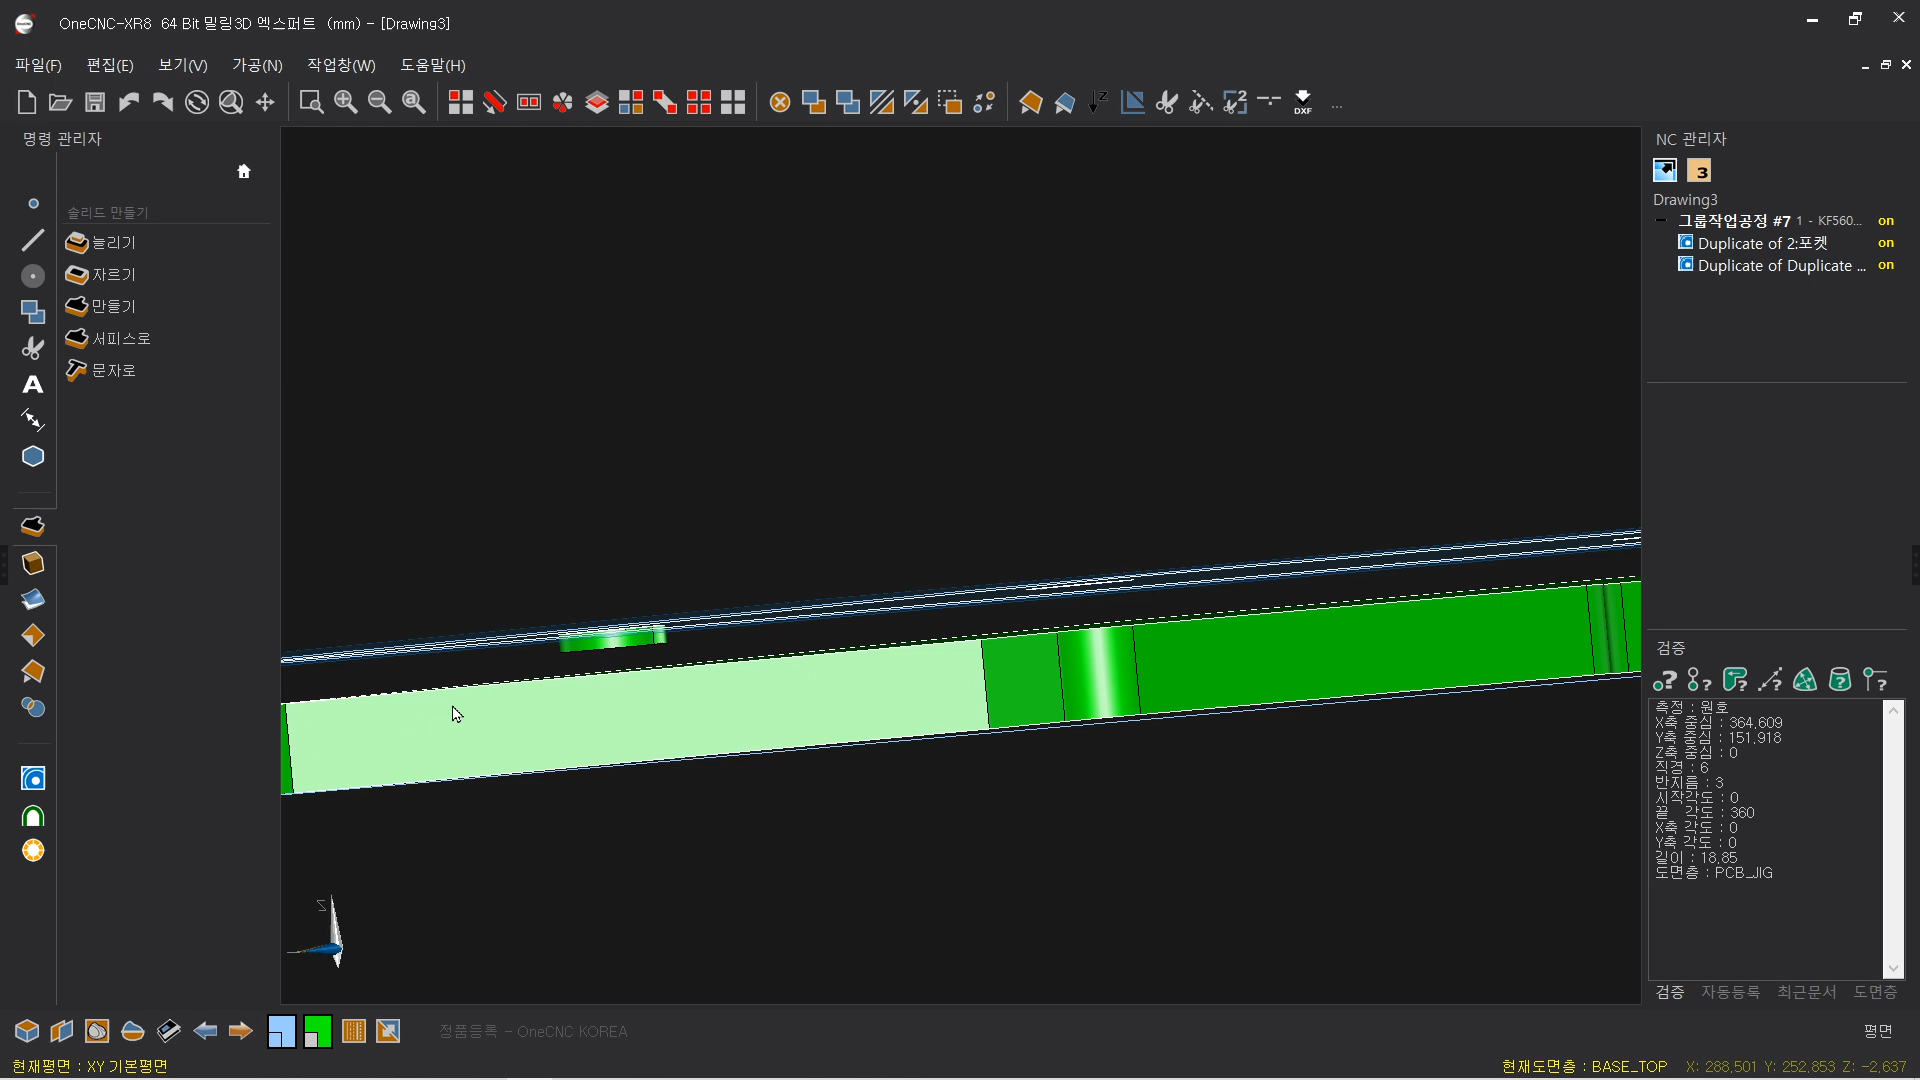 OneCNC-XR8 64 Bit 밀링3D 엑스퍼트 (mm) - [Drawing3]
파일(F) 편집(E) 보기(V) 가공(N) 작업창(W) 도움말(H)
DXF
...
명령 관리자
솔리드 만들기
늘리기
자르기
만들기
서피스로
문자로
Z
NC 관리자
3
Drawing3
그룹작업공정 #7 1 - KF560... on
Duplicate of 2:포켓 on
Duplicate of Duplicate ... on
검증
측정 : 원호
X축 중심 : 364,609
Y축 중심 : 151,918
Z축 중심 : 0
직경 : 6
반지름 : 3
시작각도 : 0
끝 각도 : 360
X축 각도 : 0
Y축 각도 : 0
길이 : 18,85
도면층 : PCB_JIG
검증 자동등록 최근문서 도면층
정품등록 - OneCNC KOREA
평면
현재평면 : XY 기본평면
현재도면층 : BASE_TOP X: 288,501 Y: 252,853 Z: -2,637